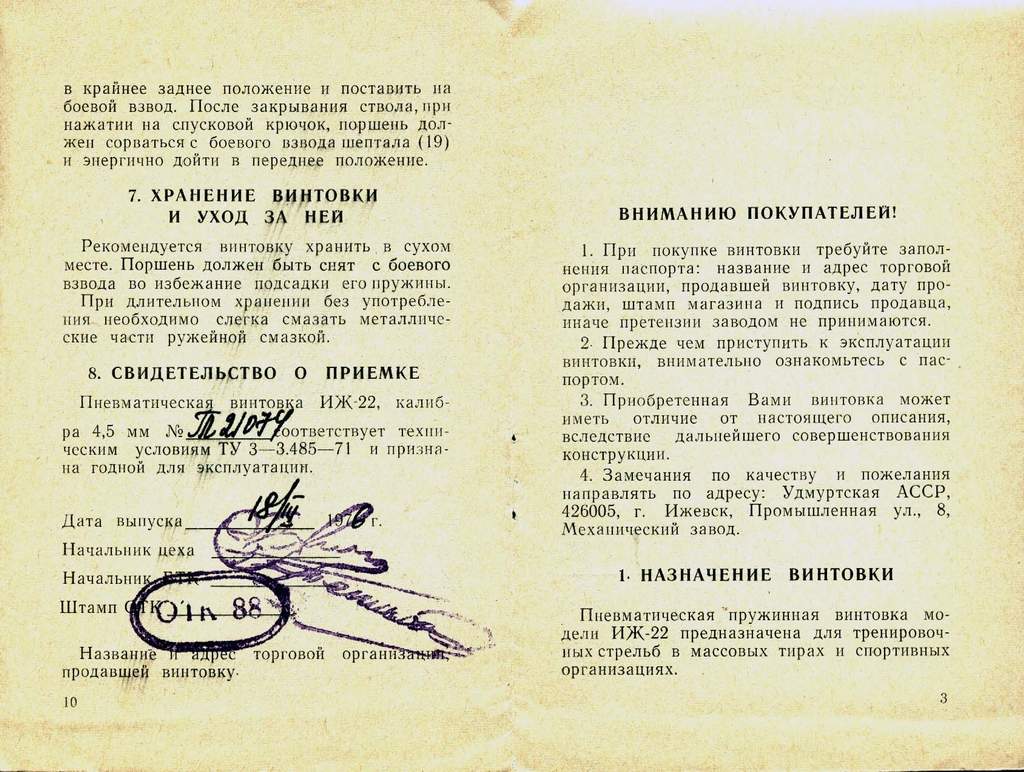 в крайнее заднее положение и поставить на
боевой взвод. После закрывания ствола, при
нажатии на спусковой крючок, поршень дол-
жен сорваться с боевого взвода шептала (19)
и энергично дойти в переднее положение.
7. ХРАНЕНИЕ ВИНТОВКИ
И УХОД ЗА НЕЙ
Рекомендуется винтовку хранить в сухом
месте. Поршень должен быть снят с боевого
взвода во избежание подсадки его пружины.
При длительном хранении без употребле-
ния необходимо слегка смазать металличе-
ские части ружейной смазкой.
8. СВИДЕТЕЛЬСТВО О ПРИЕМКЕ
Пневматическая винтовка ИЖ-22, калиб-
ра 4,5 мм № Т21074 соответствует техни-
ческим условиям ТУ 3—3.485—71 и призна-
на годной для эксплуатации.
Дата выпуска 18/III 1976 г.
Начальник цеха
Начальник БТК
Штамп ОТК ОТК 88
Название и адрес торговой организации,
продавшей винтовку.
10
ВНИМАНИЮ ПОКУПАТЕЛЕЙ!
1. При покупке винтовки требуйте запол-
нения паспорта: название и адрес торговой
организации, продавшей винтовку, дату про-
дажи, штамп магазина и подпись продавца,
иначе претензии заводом не принимаются.
2. Прежде чем приступить к эксплуатации
винтовки, внимательно ознакомьтесь с пас-
портом.
3. Приобретенная Вами винтовка может
иметь отличие от настоящего описания,
вследствие дальнейшего совершенствования
конструкции.
4. Замечания по качеству и пожелания
направлять по адресу: Удмуртская АССР,
426005, г. Ижевск, Промышленная ул., 8,
Механический завод.
1. НАЗНАЧЕНИЕ ВИНТОВКИ
Пневматическая пружинная винтовка мо-
дели ИЖ-22 предназначена для тренировоч-
ных стрельб в массовых тирах и спортивных
организациях.
3